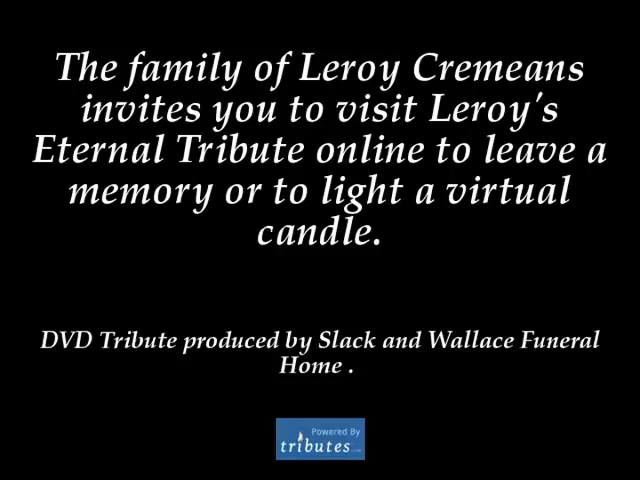 The family of Leroy Cremeans
invites you to visit Leroy's
Eternal Tribute online to leave a
memory or to light a virtual
candle.
DVD Tribute produced by Slack and Wallace Funeral
Home .
Powered By
tributes.com